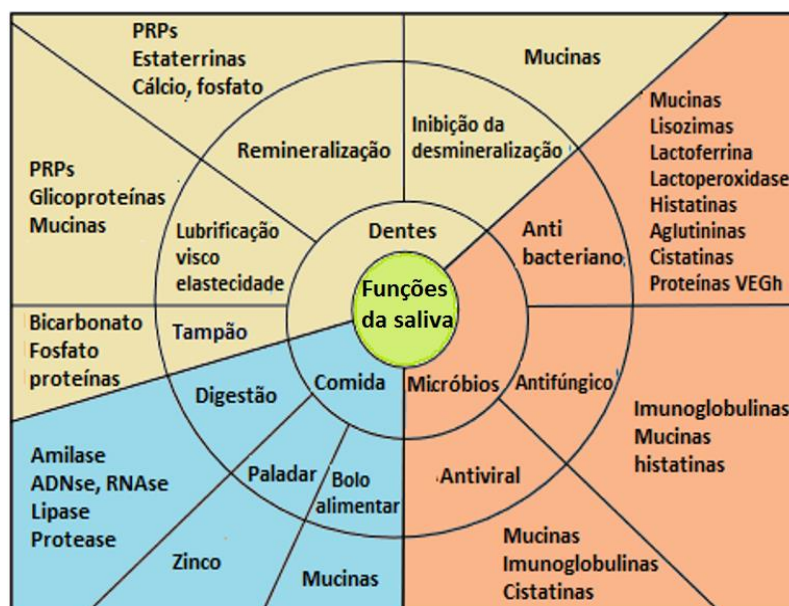 PRPs
Estaterrinas
Cálcio, fosfato
Mucinas
Mucinas
Lisozimas
Lactoferrina
Lactoperoxidase
Histatinas
Aglutininas
Cistatinas
Proteínas VEGh
Remineralização
Inibição da
desmineralização
PRPs
Glicoproteínas
Mucinas
Lubrificação
visco
elastecidade
Dentes
Anti
bacteriano
Funções
da saliva
Bicarbonato
Fosfato
proteínas
Tampão
Digestão
Comida
Micróbios
Antifúngico
Imunoglobulinas
Mucinas
histatinas
Amilase
ADNse, RNAse
Lipase
Protease
Paladar
Bolo
alimentar
Antiviral
Zinco
Mucinas
Mucinas
Imunoglobulinas
Cistatinas